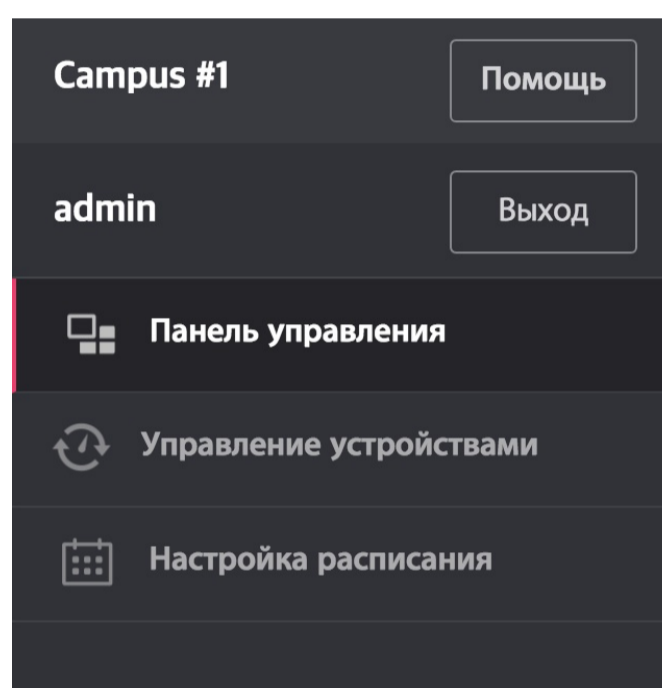 Campus #1
Помощь
admin
Выход
Панель управления
Управление устройствами
Настройка расписания